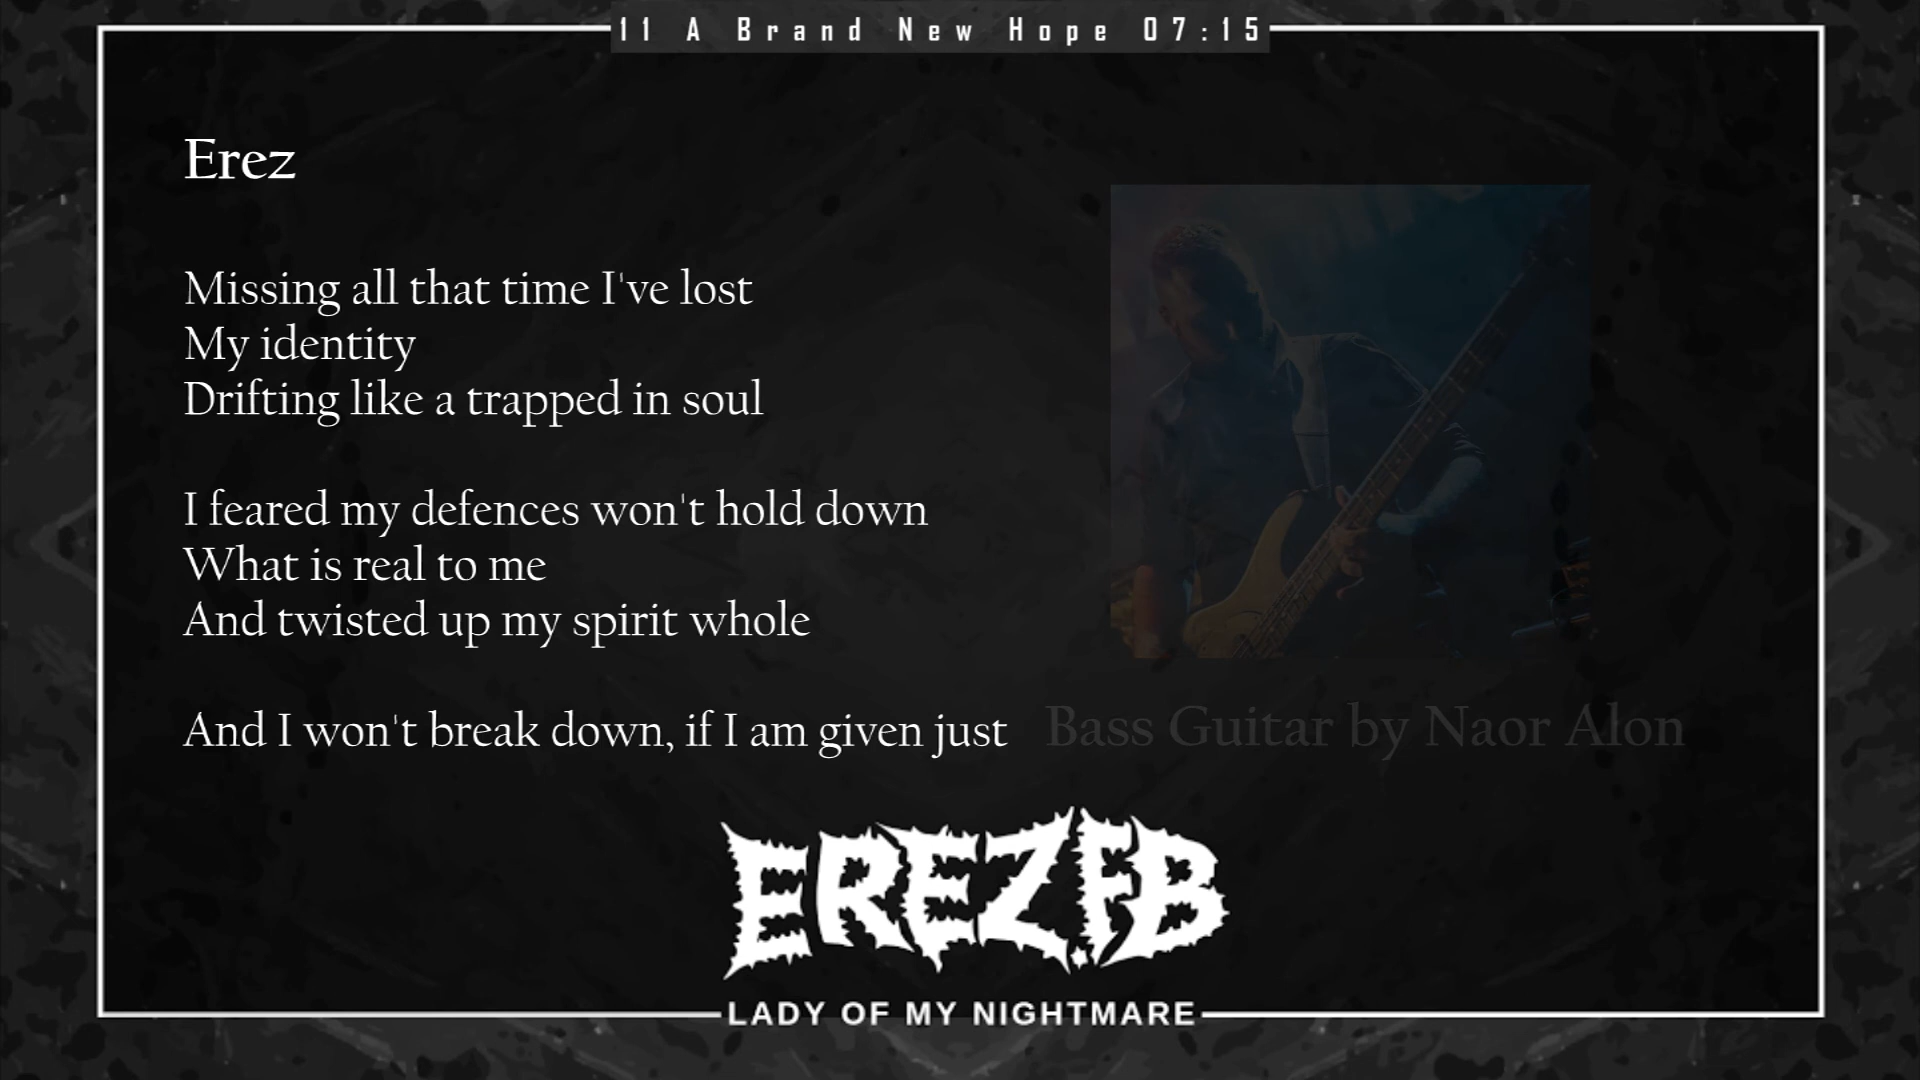 11 A Brand New Hope 07:15
Erez
Missing all that time I've lost
My identity
Drifting like a trapped in soul
I feared my defences won't hold down
What is real to me
And twisted up my spirit whole
And I won't break down, if I am given just
Bass Guitar by Naor Alon
EREZ.FB
LADY OF MY NIGHTMARE